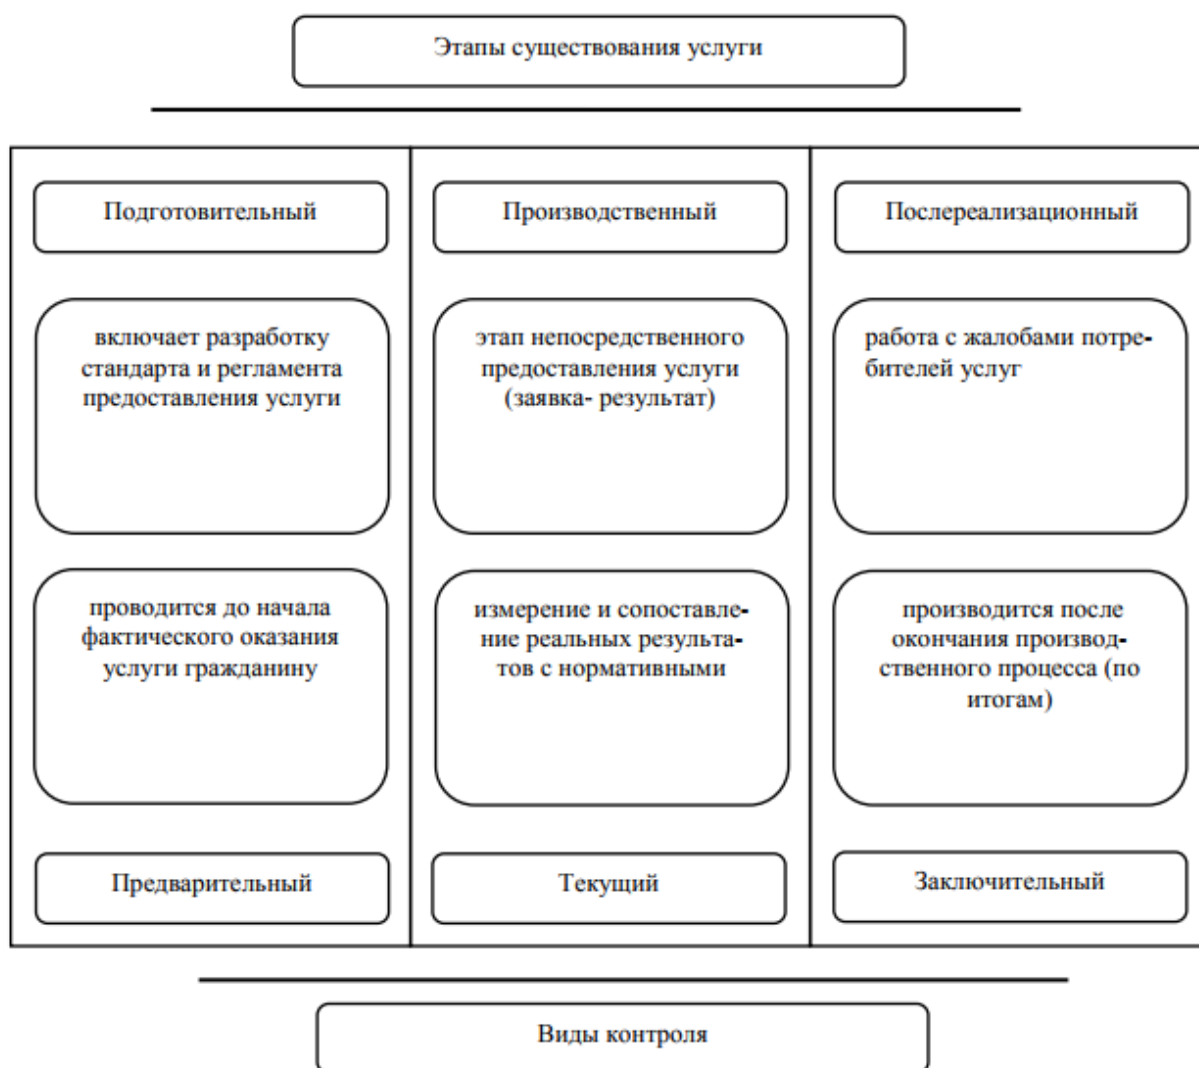 Этапы существования услуги
Подготовительный
Производственный
Послереализационный
включает разработку
стандарта и регламента
предоставления услуги
этап непосредственного
предоставления услуги
(заявка- результат)
работа с жалобами потре-
бителей услуг
проводится до начала
фактического оказания
услуги гражданину
измерение и сопоставле-
ние реальных результа-
тов с нормативными
производится после
окончания производ-
ственного процесса (по
итогам)
Предварительный
Текущий
Заключительный
Виды контроля